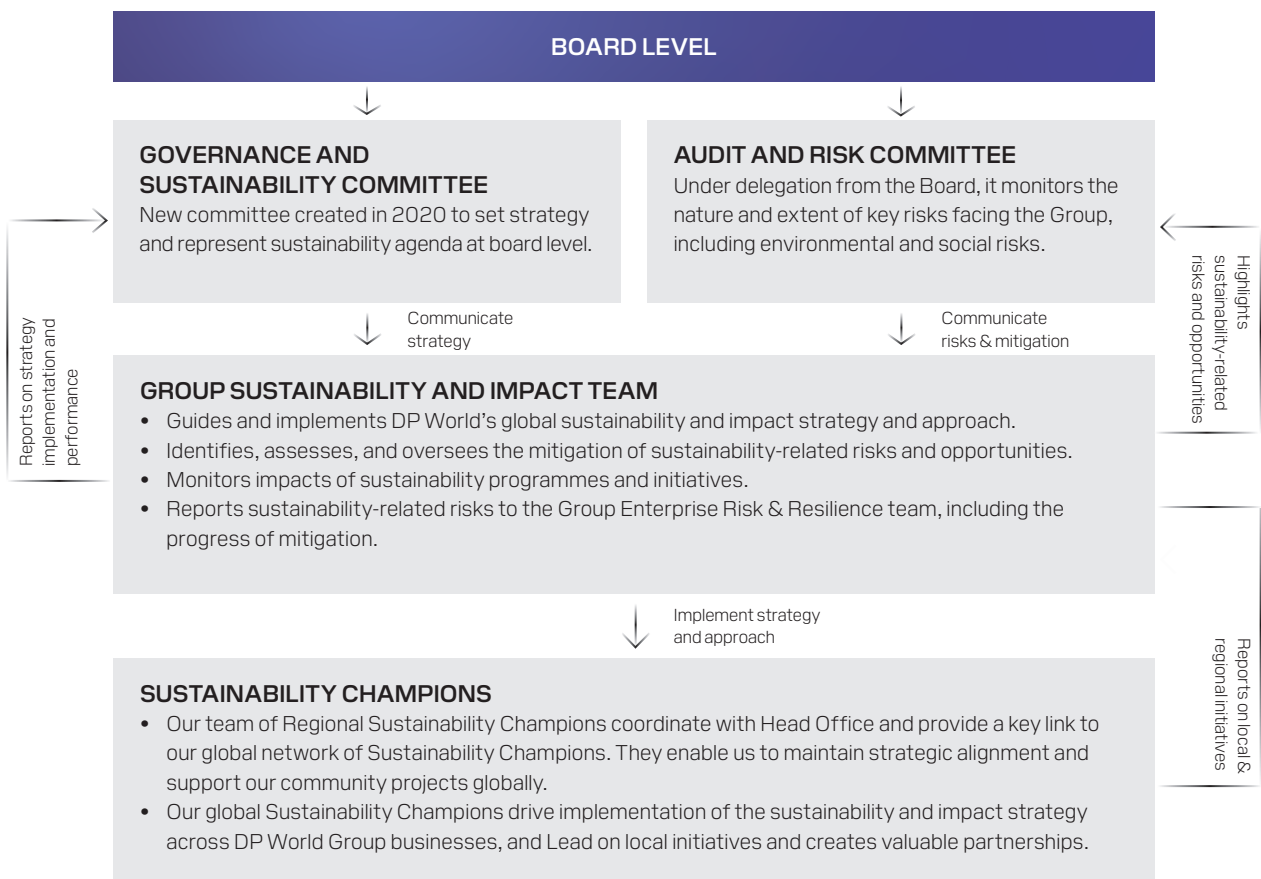 BOARD LEVEL
GOVERNANCE AND
SUSTAINABILITY COMMITTEE
New committee created in 2020 to set strategy
and represent sustainability agenda at board level.
AUDIT AND RISK COMMITTEE
Under delegation from the Board, it monitors the
nature and extent of key risks facing the Group,
including environmental and social risks.
Reports on strategy
implementation and
performance
Highlights
sustainability-related
risks and opportunities
Communicate
strategy
Communicate
risks & mitigation
GROUP SUSTAINABILITY AND IMPACT TEAM
• Guides and implements DP World’s global sustainability and impact strategy and approach.
• Identifies, assesses, and oversees the mitigation of sustainability-related risks and opportunities.
• Monitors impacts of sustainability programmes and initiatives.
• Reports sustainability-related risks to the Group Enterprise Risk & Resilience team, including the
progress of mitigation.
Implement strategy
and approach
Reports on local &
regional initiatives
SUSTAINABILITY CHAMPIONS
• Our team of Regional Sustainability Champions coordinate with Head Office and provide a key link to
our global network of Sustainability Champions. They enable us to maintain strategic alignment and
support our community projects globally.
• Our global Sustainability Champions drive implementation of the sustainability and impact strategy
across DP World Group businesses, and Lead on local initiatives and creates valuable partnerships.